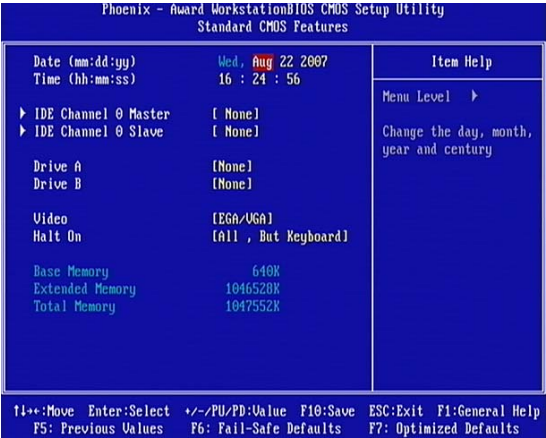 Phoenix - Award WorkstationBIOS CMOS Setup Utility
Standard CMOS Features
Date (mm:dd:yy) Wed, Aug 22 2007
Time (hh:mm:ss) 16 : 24 : 56
IDE Channel 0 Master [ None]
IDE Channel 0 Slave [ None]
Drive A [None]
Drive B [None]
Video [EGA/VGA]
Halt On [All , But Keyboard]
Base Memory 640K
Extended Memory 1046528K
Total Memory 1047552K
Item Help
Menu Level ▶
Change the day, month,
year and century
↑↓→←:Move Enter:Select +/-/PU/PD:Value F10:Save ESC:Exit F1:General Help
F5: Previous Values F6: Fail-Safe Defaults F7: Optimized Defaults